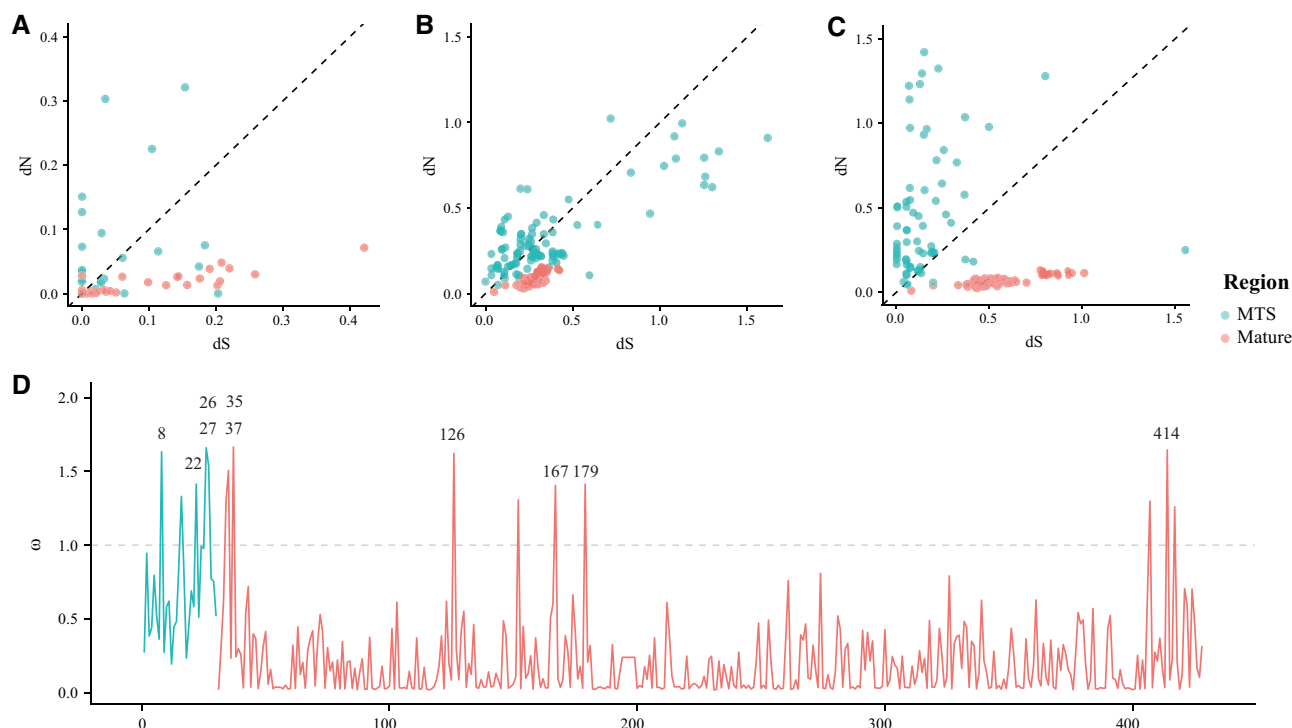 A
B
C
0.4
0.3
0.2
0.1
0.0
dN
0.0 0.1 0.2 0.3 0.4
dS
1.5
1.0
0.5
0.0
dN
0.0 0.5 1.0 1.5
dS
1.5
1.0
0.5
0.0
dN
0.0 0.5 1.0 1.5
dS
Region
MTS
Mature
D
2.0
1.5
1.0
0.5
0.0
ω
26 35
8 27 37 126 414
22 167 179
0 100 200 300 400